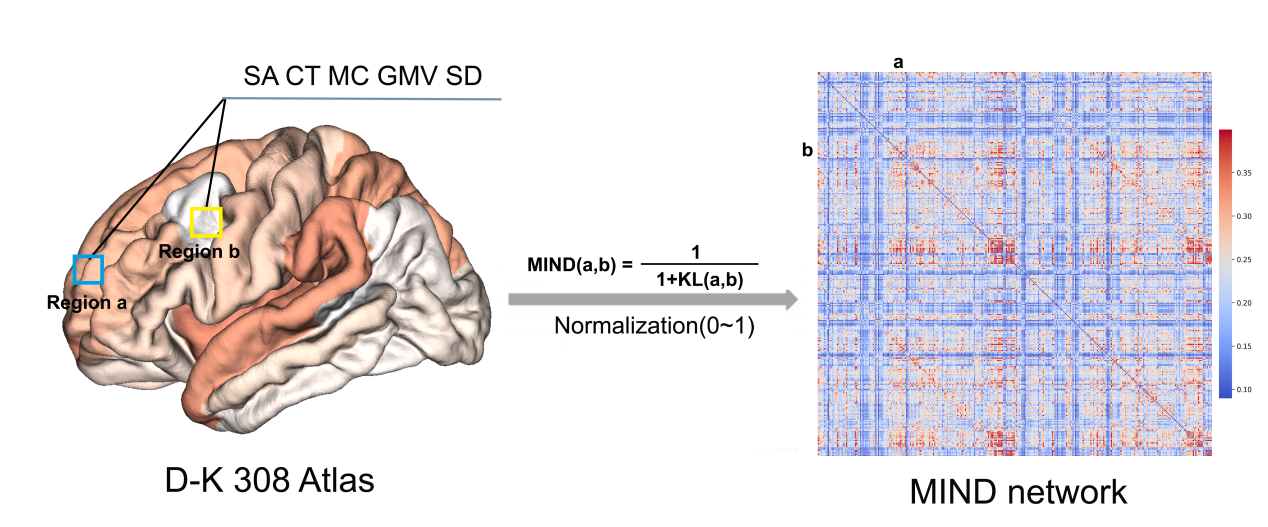 SA CT MC GMV SD
Region b
Region a
D-K 308 Atlas
MIND(a,b) = 1
1+KL(a,b)
Normalization(0~1)
a
b
0.35
0.30
0.25
0.20
0.15
0.10
MIND network